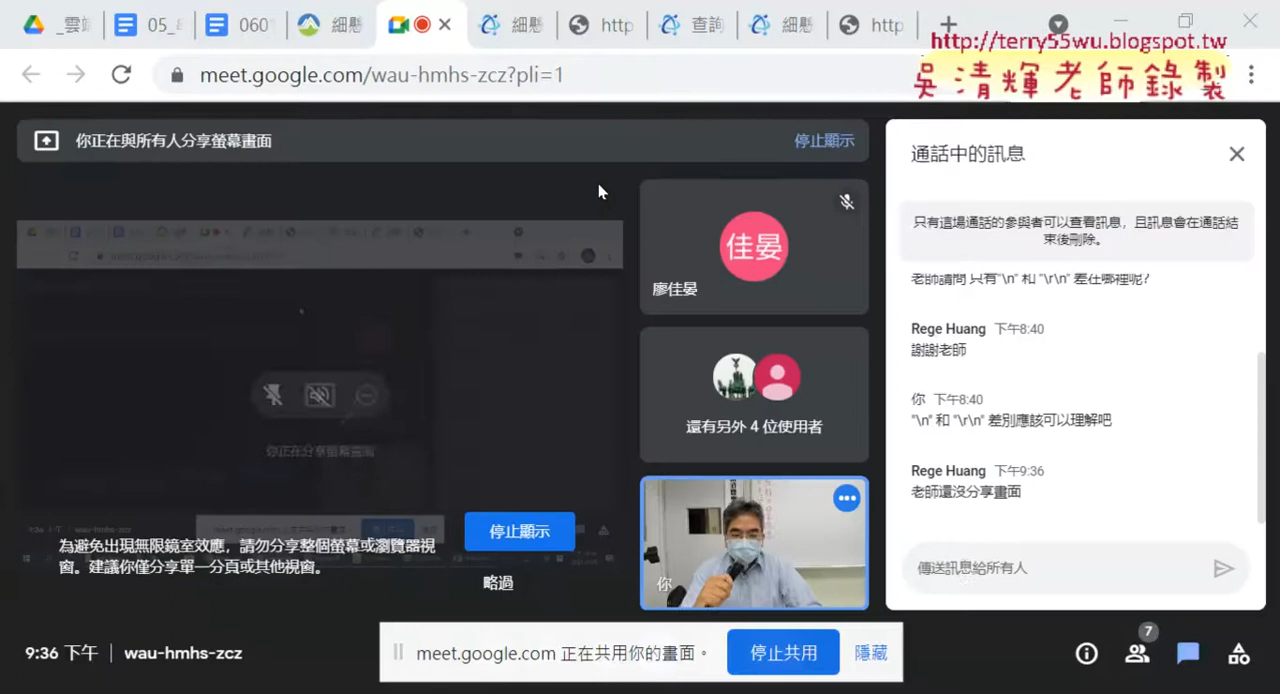 _雲端
05_
060
細懸
細懸
http
查詢
細懸
http
http://terry55wu.blogspot.tw
吳清輝老師錄製
meet.google.com/wau-hmhs-zcz?pli=1
你正在與所有人分享螢幕畫面
停止顯示
佳晏
廖佳晏
還有另外 4 位使用者
你
你正在分享螢幕畫面
為避免出現無限鏡室效應，請勿分享整個螢幕或瀏覽器視
窗。建議你僅分享單一分頁或其他視窗。
停止顯示
略過
通話中的訊息
只有這場通話的參與者可以查看訊息，且訊息會在通話結
束後刪除。
老師請問 只有"\n" 和 "\r\n" 差在哪裡呢?
Rege Huang 下午8:40
謝謝老師
你 下午8:40
"\n" 和 "\r\n" 差別應該可以理解吧
Rege Huang 下午9:36
老師還沒分享畫面
傳送訊息給所有人
9:36 下午 | wau-hmhs-zcz
meet.google.com 正在共用你的畫面。
停止共用
隱藏
7